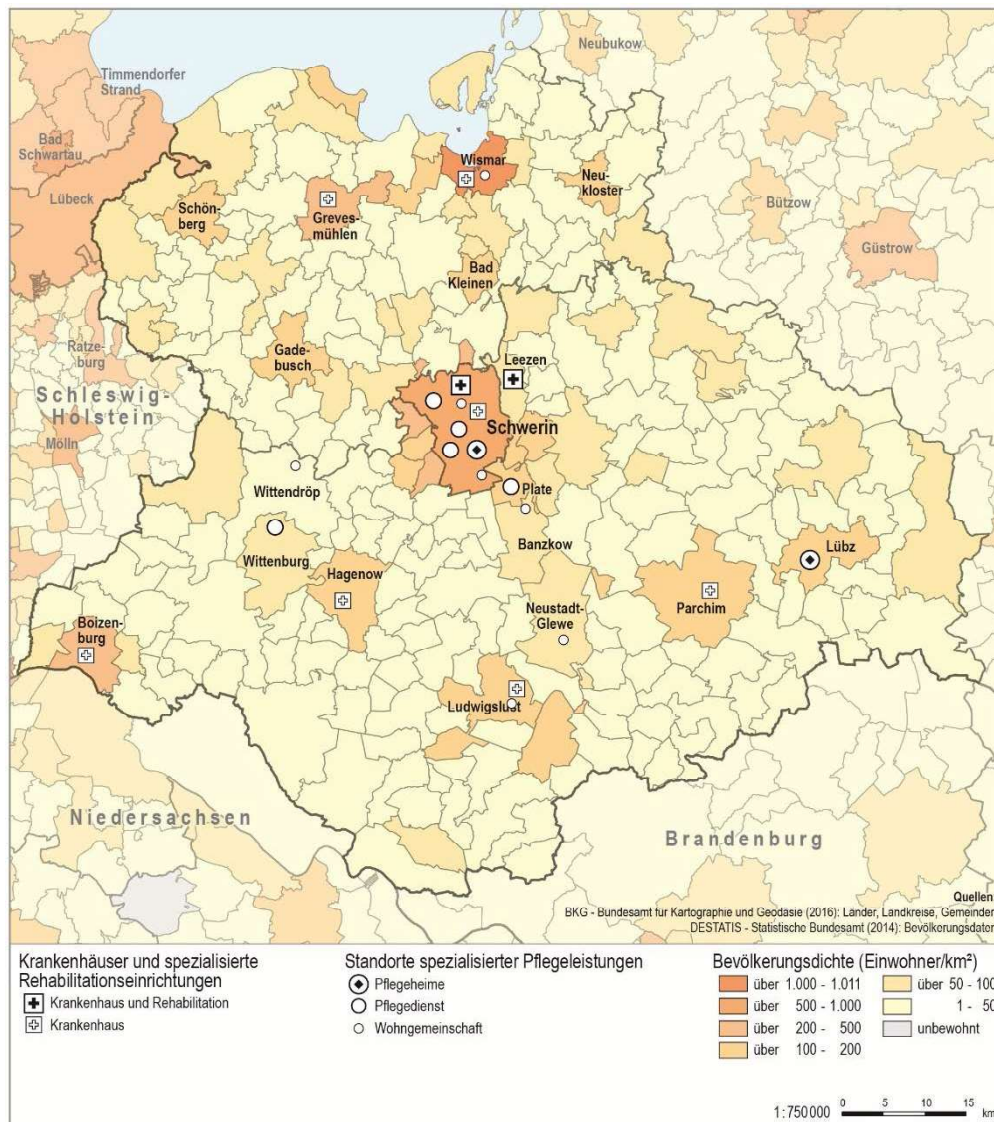 Neubukow
Timmendorfer
Strand
Bad
Schwartau
Lübeck
Wismar
Neu-
kloster
Schön-
berg
Greves-
mühlen
Bützow
Güstrow
Bad
Kleinen
Ratze-
burg
Gade-
busch
Leezen
Schleswig-
Holstein
Mölln
Schwerin
Wittendröp
Plate
Banzkow
Lübz
Wittenburg
Hagenow
Parchim
Neustadt-
Glewe
Boizen-
burg
Ludwigslust
Niedersachsen
Brandenburg
Quellen
BKG - Bundesamt für Kartographie und Geodäsie (2016): Länder, Landkreise, Gemeinden
DESTATIS - Statistische Bundesamt (2014): Bevölkerungsdaten
Krankenhäuser und spezialisierte
Rehabilitationseinrichtungen
Krankenhaus und Rehabilitation
Krankenhaus
Standorte spezialisierter Pflegeleistungen
Pflegeheime
Pflegedienst
Wohngemeinschaft
Bevölkerungsdichte (Einwohner/km²)
über 1.000 - 1.011
über 500 - 1.000
über 200 - 500
über 100 - 200
über 50 - 100
1 - 50
unbewohnt
1:750000 0 5 10 15 km